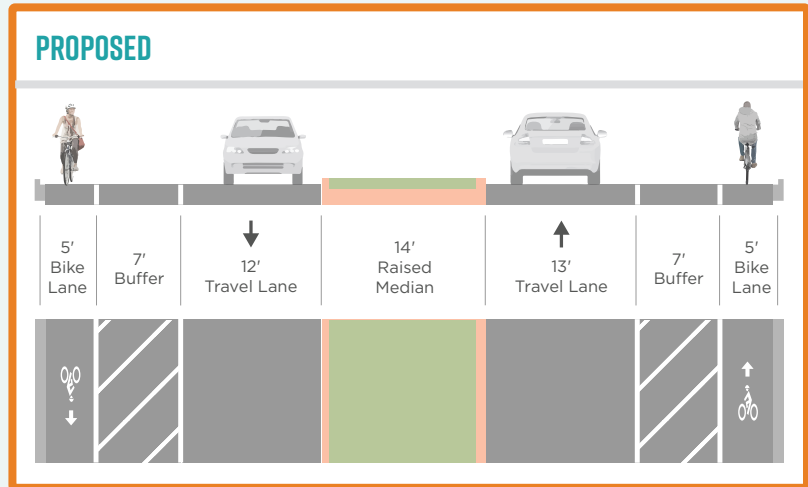 PROPOSED
5'
Bike
Lane
7'
Buffer
12'
Travel Lane
14'
Raised
Median
13'
Travel Lane
7'
Buffer
5'
Bike
Lane